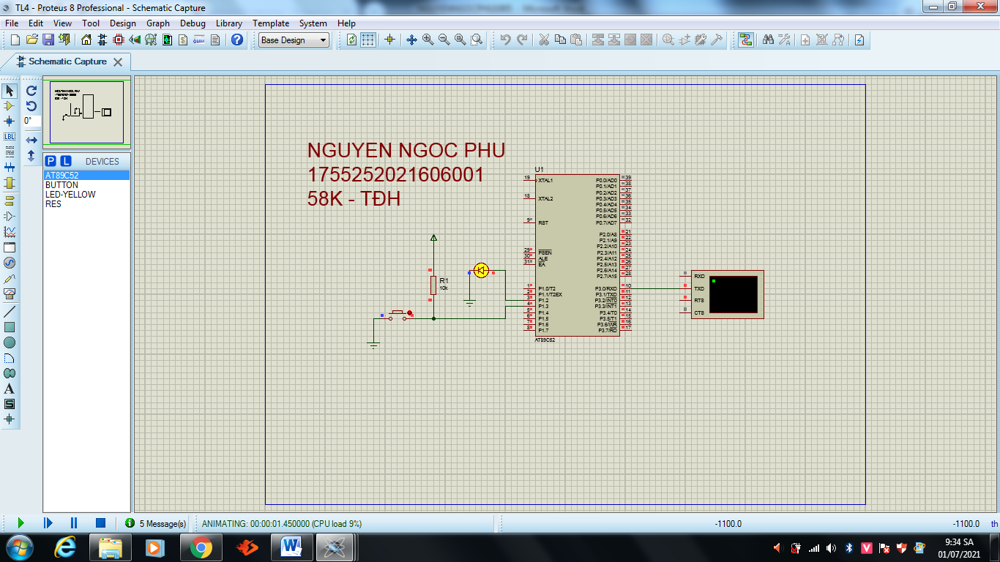 TL4 - Proteus 8 Professional - Schematic Capture
File Edit View Tool Design Graph Debug Library Template System Help
Base Design
Schematic Capture
0°
NGUYEN NGOC PHU
P L DEVICES
AT89C52
BUTTON
LED-YELLOW
RES
LBL
A
S
NGUYEN NGOC PHU
1755252021606001
58K - TĐH
U1
19 XTAL1
18 XTAL2
9 RST
29 PSEN
30 ALE
31 EA
1 P1.0/T2
2 P1.1/T2EX
3 P1.2
4 P1.3
5 P1.4
6 P1.5
7 P1.6
8 P1.7
P0.0/AD0 39
P0.1/AD1 38
P0.2/AD2 37
P0.3/AD3 36
P0.4/AD4 35
P0.5/AD5 34
P0.6/AD6 33
P0.7/AD7 32
P2.0/A8 21
P2.1/A9 22
P2.2/A10 23
P2.3/A11 24
P2.4/A12 25
P2.5/A13 26
P2.6/A14 27
P2.7/A15 28
P3.0/RXD 10
P3.1/TXD 11
P3.2/INT0 12
P3.3/INT1 13
P3.4/T0 14
P3.5/T1 15
P3.6/WR 16
P3.7/RD 17
AT89C52
R1
10k
RXD
TXD
RTS
CTS
5 Message(s)
ANIMATING: 00:00:01.450000 (CPU load 9%)
-1100.0
-1100.0 th
9:34 SA
01/07/2021